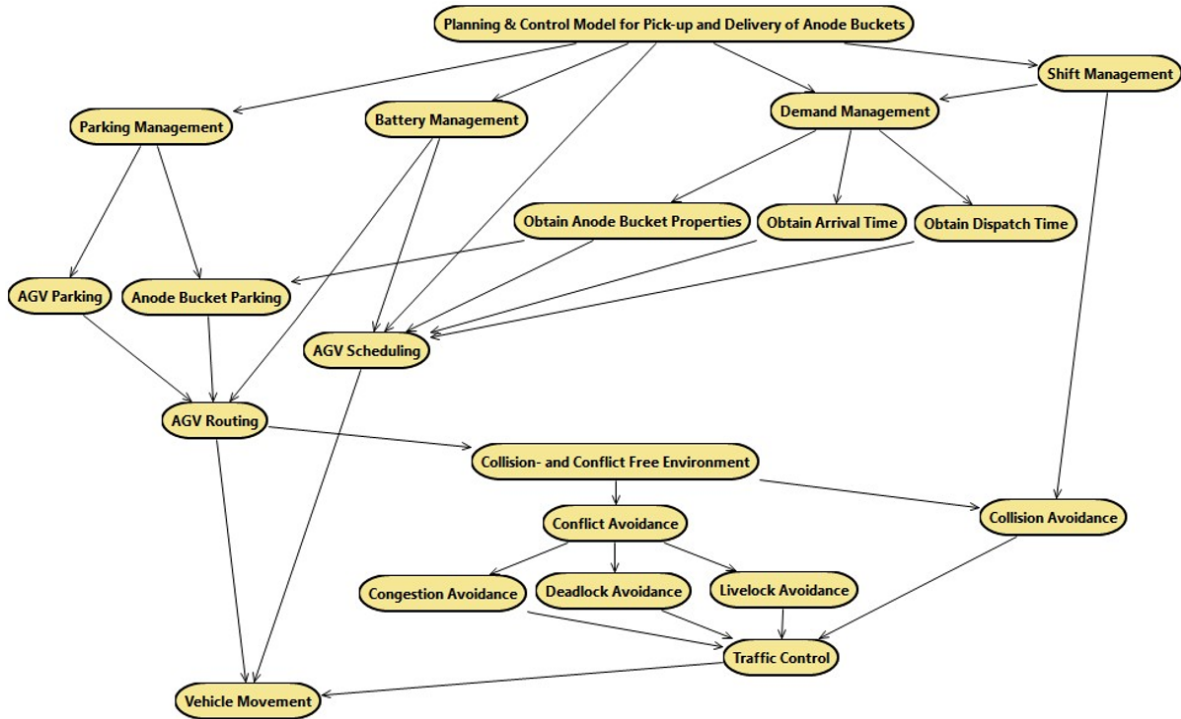 Planning & Control Model for Pick-up and Delivery of Anode Buckets
Shift Management
Parking Management
Battery Management
Demand Management
Obtain Anode Bucket Properties
Obtain Arrival Time
Obtain Dispatch Time
AGV Parking
Anode Bucket Parking
AGV Scheduling
AGV Routing
Collision- and Conflict Free Environment
Conflict Avoidance
Collision Avoidance
Congestion Avoidance
Deadlock Avoidance
Livelock Avoidance
Traffic Control
Vehicle Movement